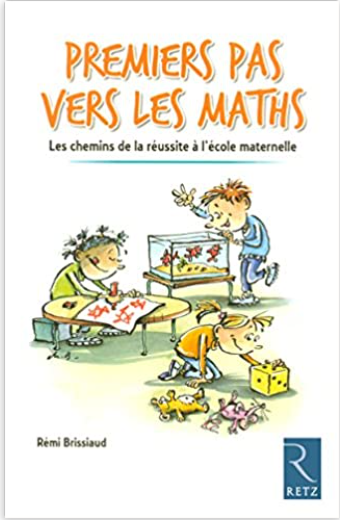 PREMIERS PAS
VERS LES MATHS
Les chemins de la réussite à l'école maternelle
Rémi Brissiaud
R
RETZ